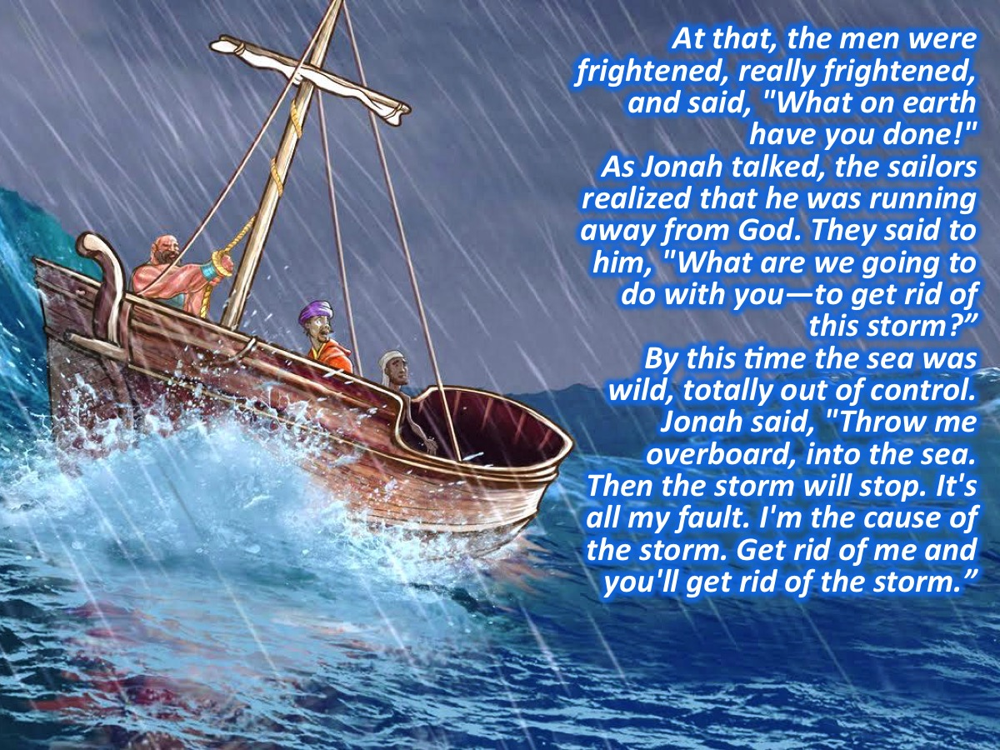 At that, the men were
frightened, really frightened,
and said, "What on earth
have you done!"
As Jonah talked, the sailors
realized that he was running
away from God. They said to
him, "What are we going to
do with you—to get rid of
this storm?”
By this time the sea was
wild, totally out of control.
Jonah said, "Throw me
overboard, into the sea.
Then the storm will stop. It's
all my fault. I'm the cause of
the storm. Get rid of me and
you'll get rid of the storm.”